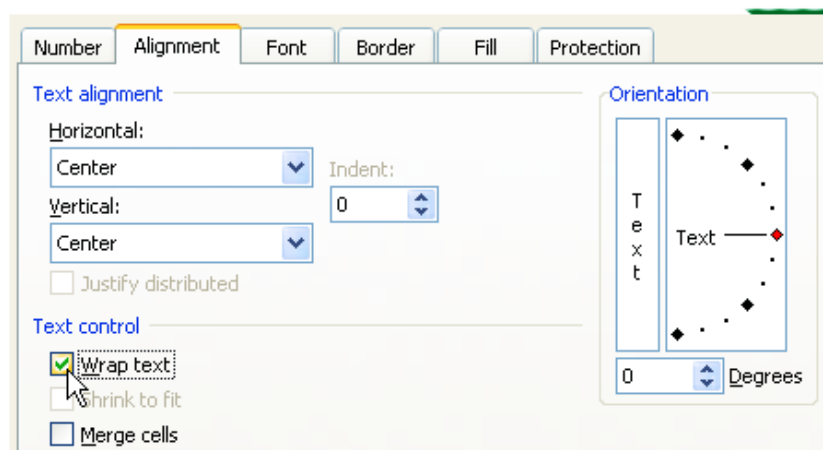 Number Alignment Font Border Fill Protection
Text alignment
Horizontal:
Center
Indent:
0
Vertical:
Center
Justify distributed
Text control
Wrap text
Shrink to fit
Merge cells
Orientation
Text
Text
0 Degrees